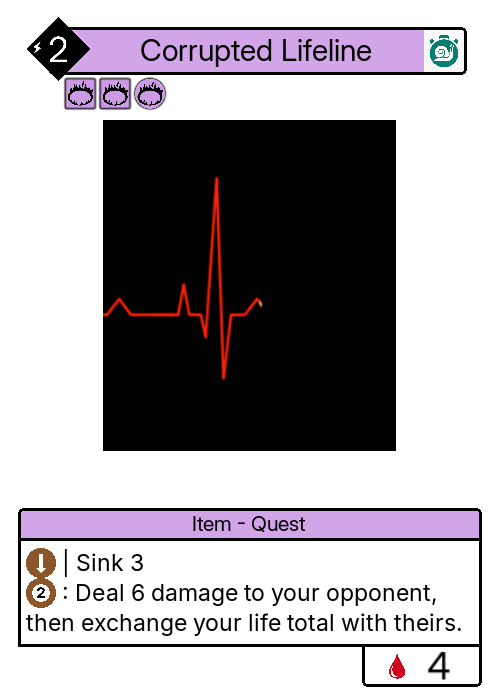 2 Corrupted Lifeline
Item - Quest
| Sink 3
2 : Deal 6 damage to your opponent,
then exchange your life total with theirs.
4